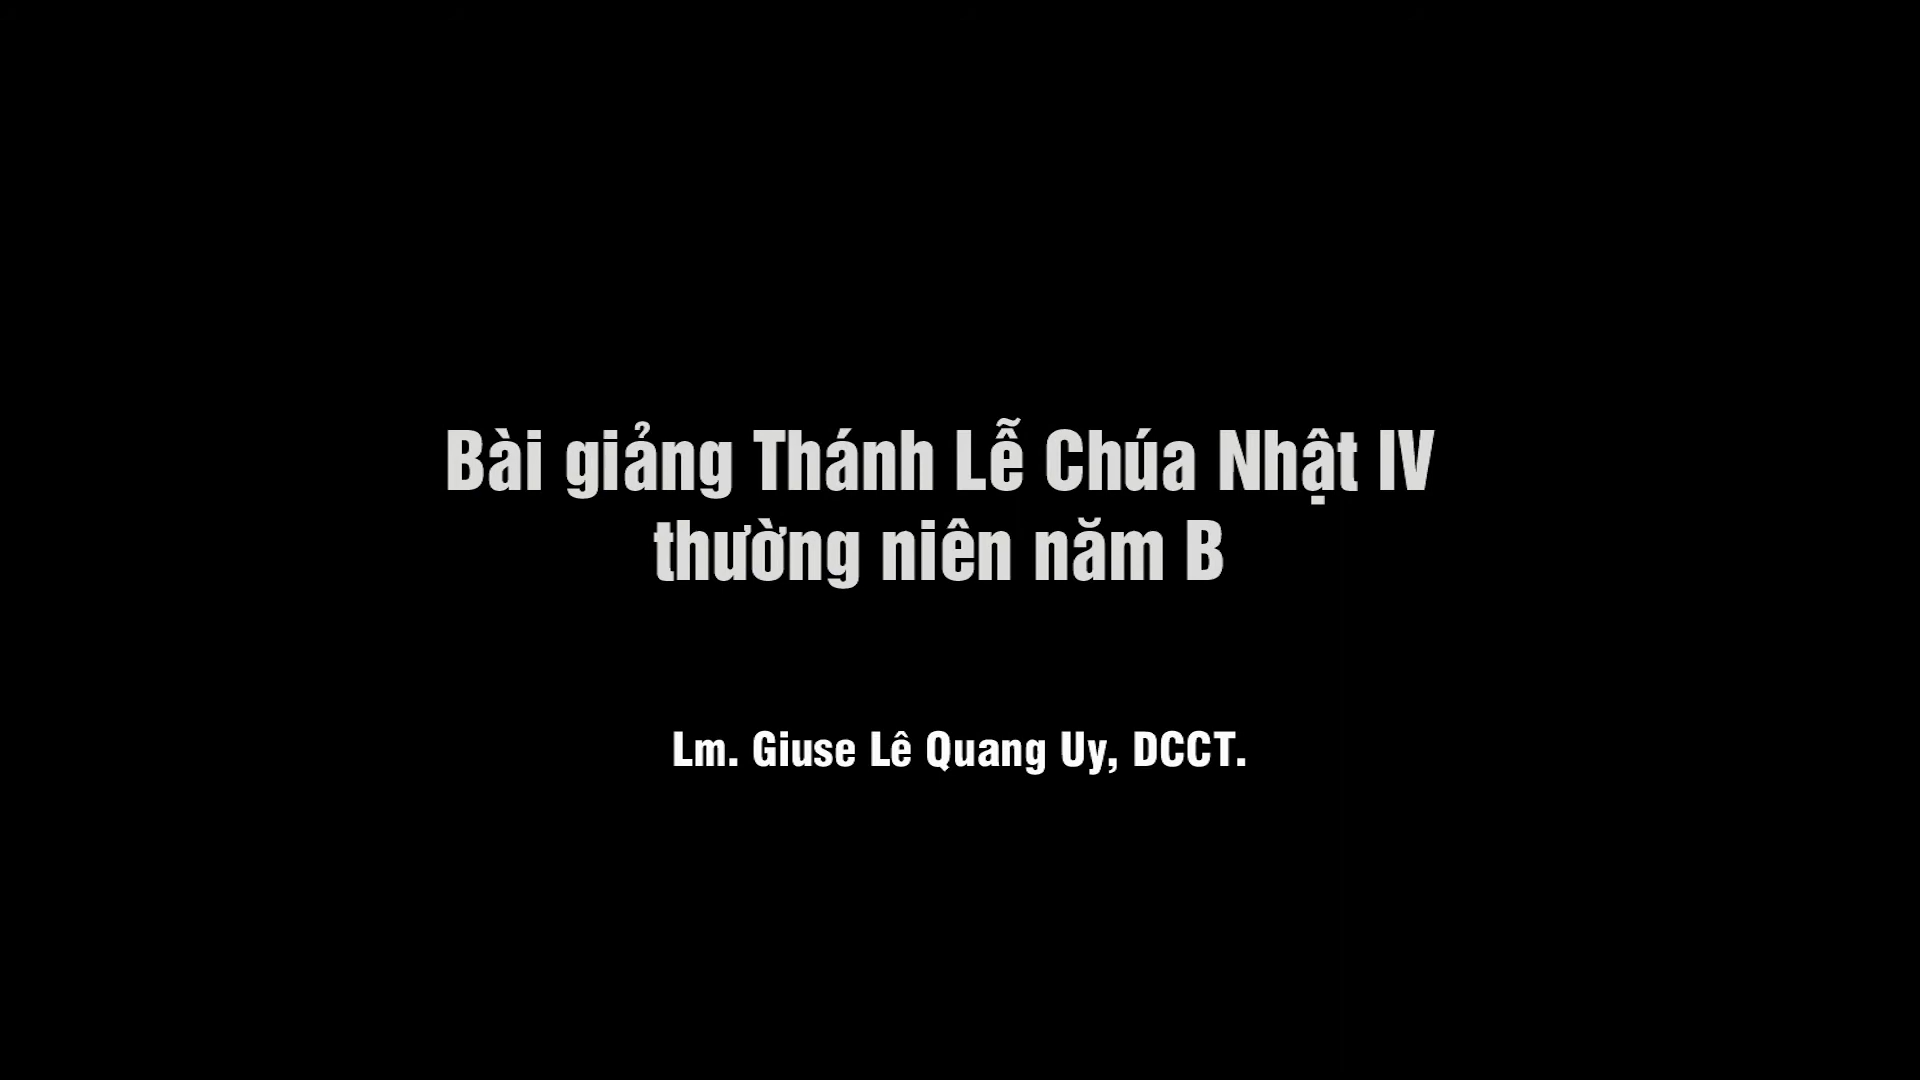 Bài giảng Thánh Lễ Chúa Nhật IV
thường niên năm B
Lm. Giuse Lê Quang Uy, DCCT.